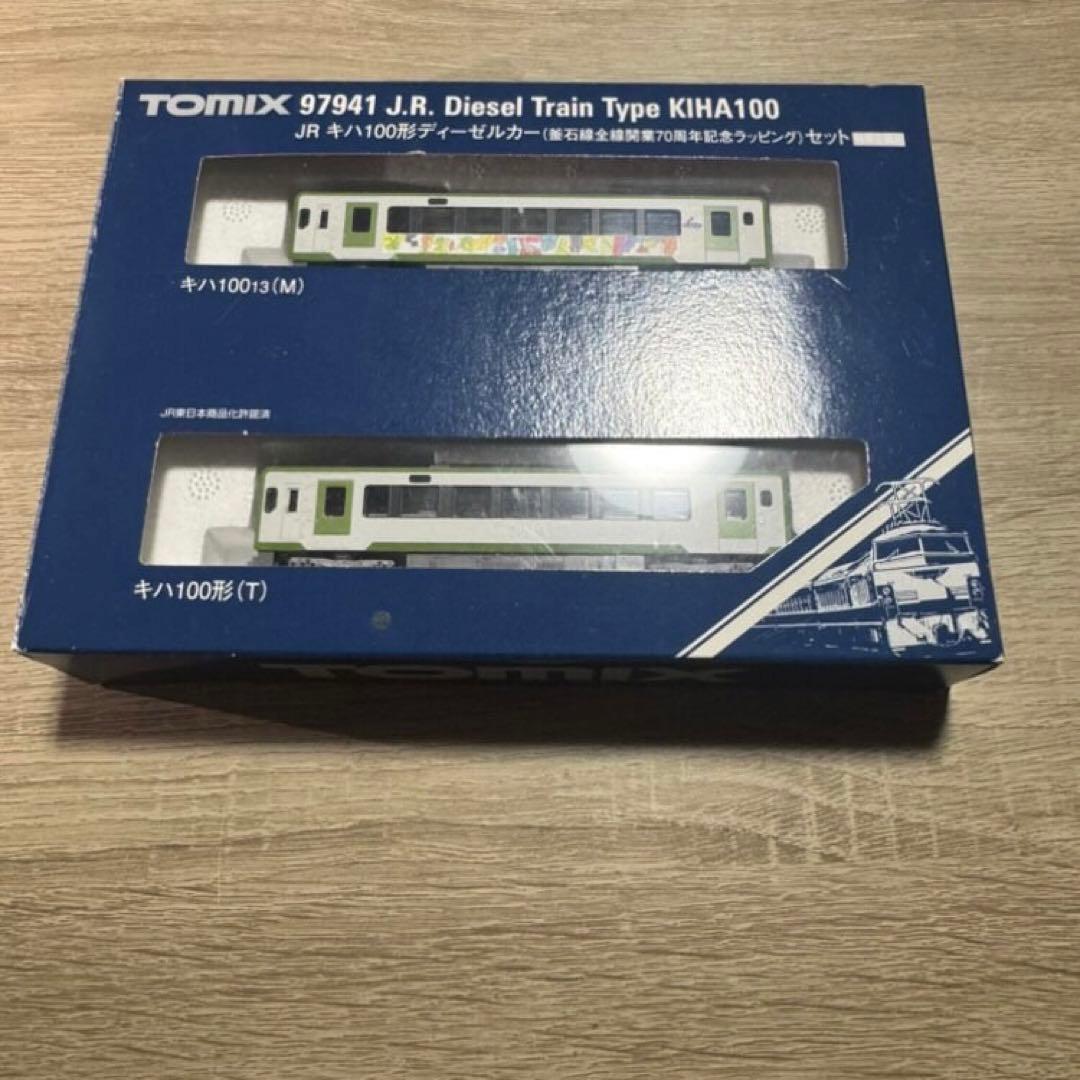 TOMIX 97941 J.R. Diesel Train Type KIHA100
JR キハ100形ディーゼルカー(釜石線全線開業70周年記念ラッピング)セット
キハ10013(M)
JR東日本商品化許諾済
キハ100形(T)
TOMIX